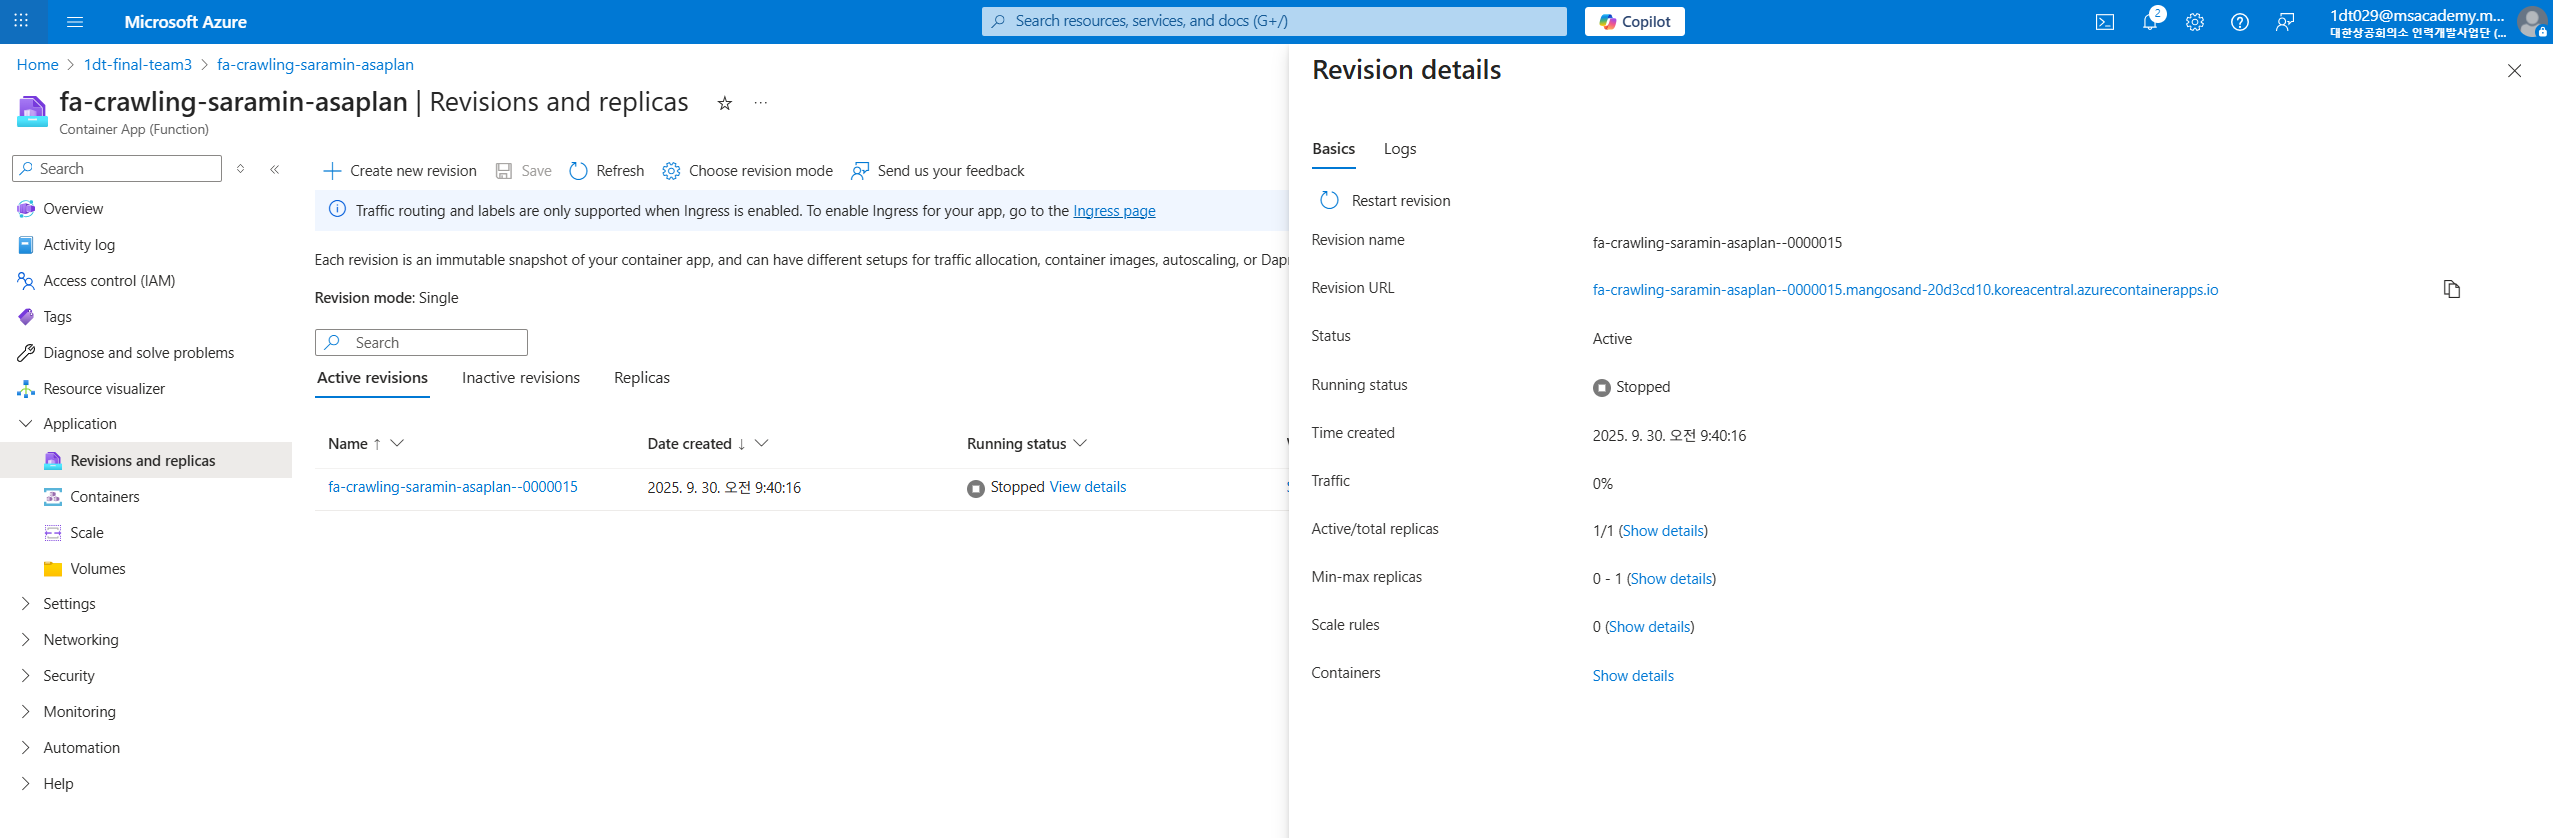 Microsoft Azure
Search resources, services, and docs (G+/)
Copilot
2
1dt029@msacademy.m...
대한상공회의소 인력개발사업단 (...
Home > 1dt-final-team3 > fa-crawling-saramin-asaplan
fa-crawling-saramin-asaplan | Revisions and replicas
Container App (Function)
Search
Overview
Activity log
Access control (IAM)
Tags
Diagnose and solve problems
Resource visualizer
Application
Revisions and replicas
Containers
Scale
Volumes
Settings
Networking
Security
Monitoring
Automation
Help
Create new revision Save Refresh Choose revision mode Send us your feedback
Traffic routing and labels are only supported when Ingress is enabled. To enable Ingress for your app, go to the Ingress page
Each revision is an immutable snapshot of your container app, and can have different setups for traffic allocation, container images, autoscaling, or Dapr
Revision mode: Single
Search
Active revisions Inactive revisions Replicas
Name ↑ Date created ↓ Running status
fa-crawling-saramin-asaplan--0000015 2025. 9. 30. 오전 9:40:16 Stopped View details
Revision details
Basics Logs
Restart revision
Revision name fa-crawling-saramin-asaplan--0000015
Revision URL fa-crawling-saramin-asaplan--0000015.mangosand-20d3cd10.koreacentral.azurecontainerapps.io
Status Active
Running status Stopped
Time created 2025. 9. 30. 오전 9:40:16
Traffic 0%
Active/total replicas 1/1 (Show details)
Min-max replicas 0 - 1 (Show details)
Scale rules 0 (Show details)
Containers Show details